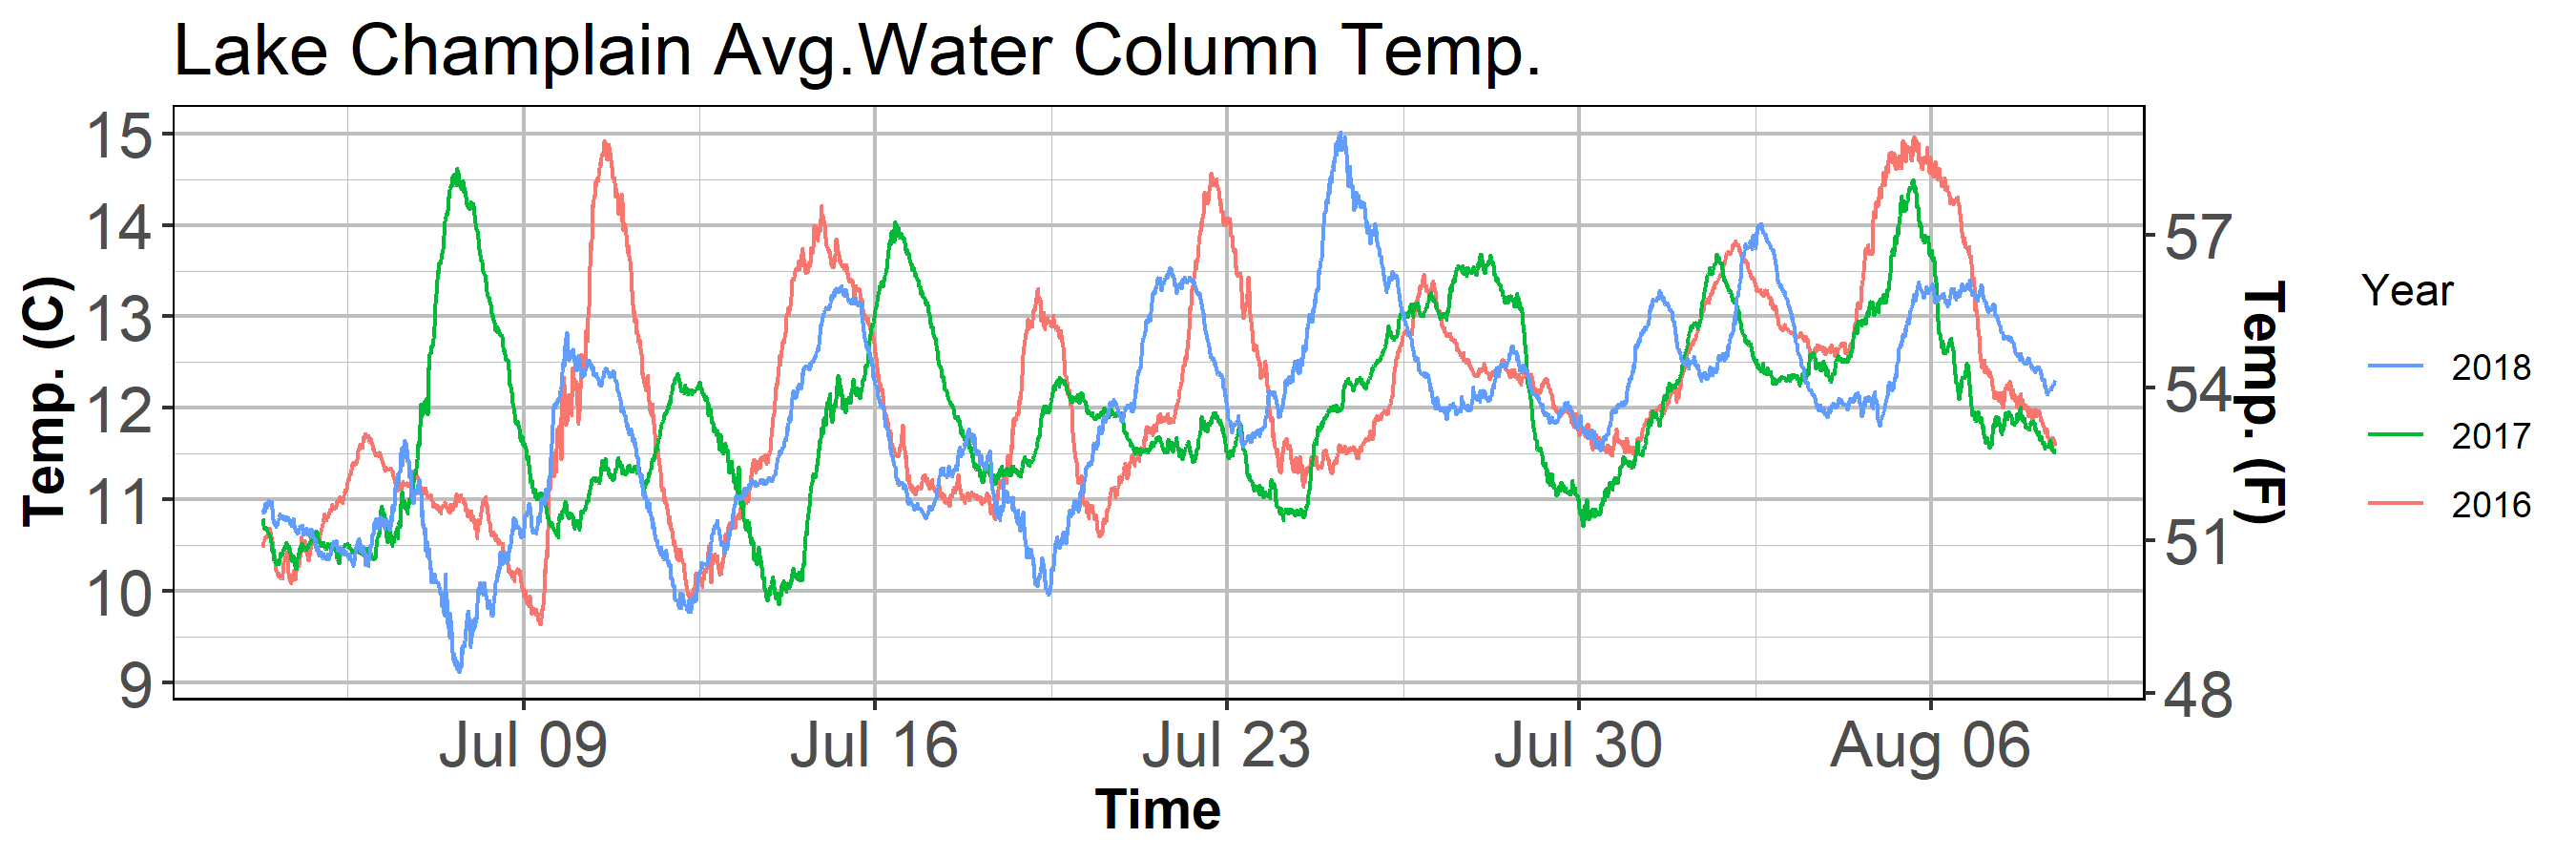 Lake Champlain Avg.Water Column Temp.
Temp. (C)
15
14
13
12
11
10
9
57
54
51
48
Temp. (F)
Jul 09
Jul 16
Jul 23
Jul 30
Aug 06
Time
Year
2018
2017
2016